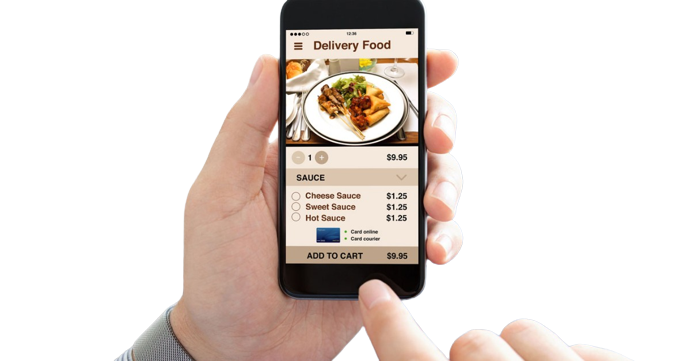 12:36
Delivery Food
- 1 + $9.95
SAUCE
Cheese Sauce $1.25
Sweet Sauce $1.25
Hot Sauce $1.25
Card online
Card courier
ADD TO CART $9.95